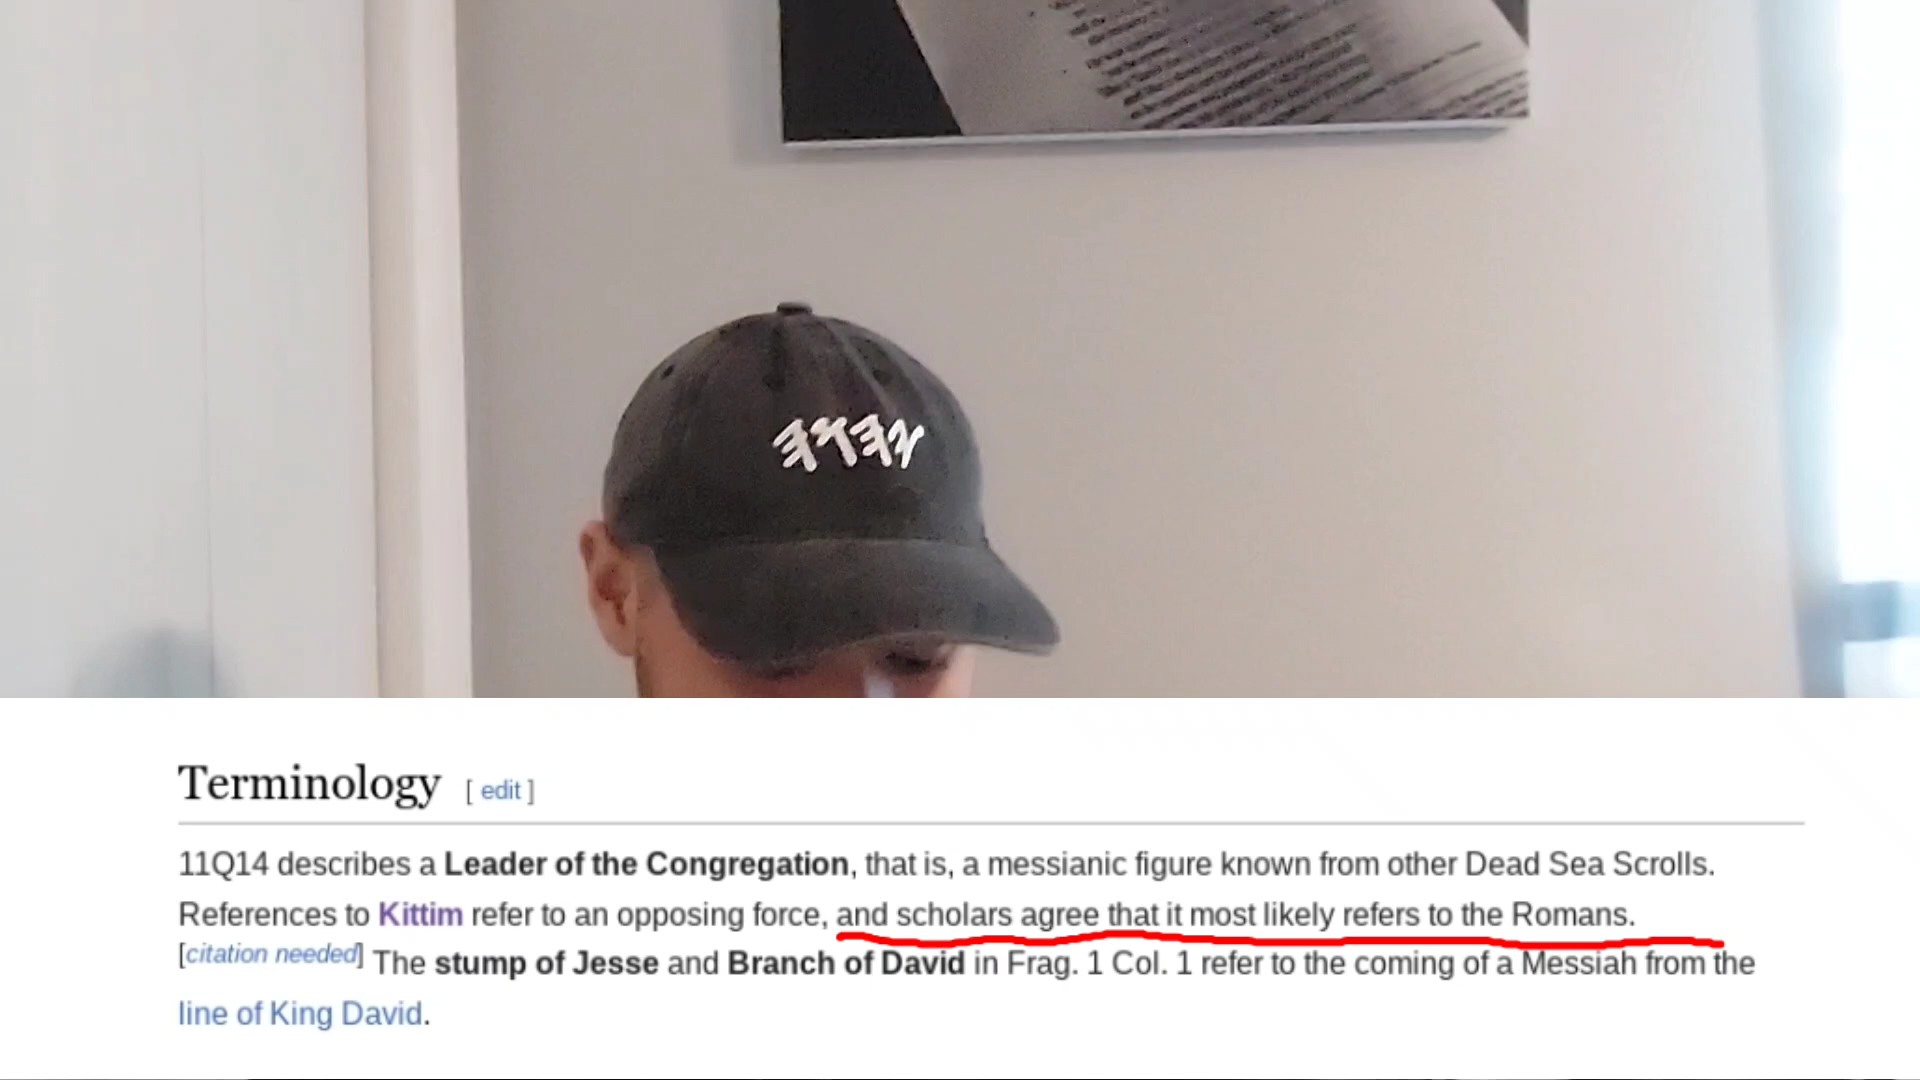 𐤉𐤄𐤅𐤄
Terminology [ edit ]
11Q14 describes a Leader of the Congregation, that is, a messianic figure known from other Dead Sea Scrolls.
References to Kittim refer to an opposing force, and scholars agree that it most likely refers to the Romans.
[citation needed] The stump of Jesse and Branch of David in Frag. 1 Col. 1 refer to the coming of a Messiah from the
line of King David.